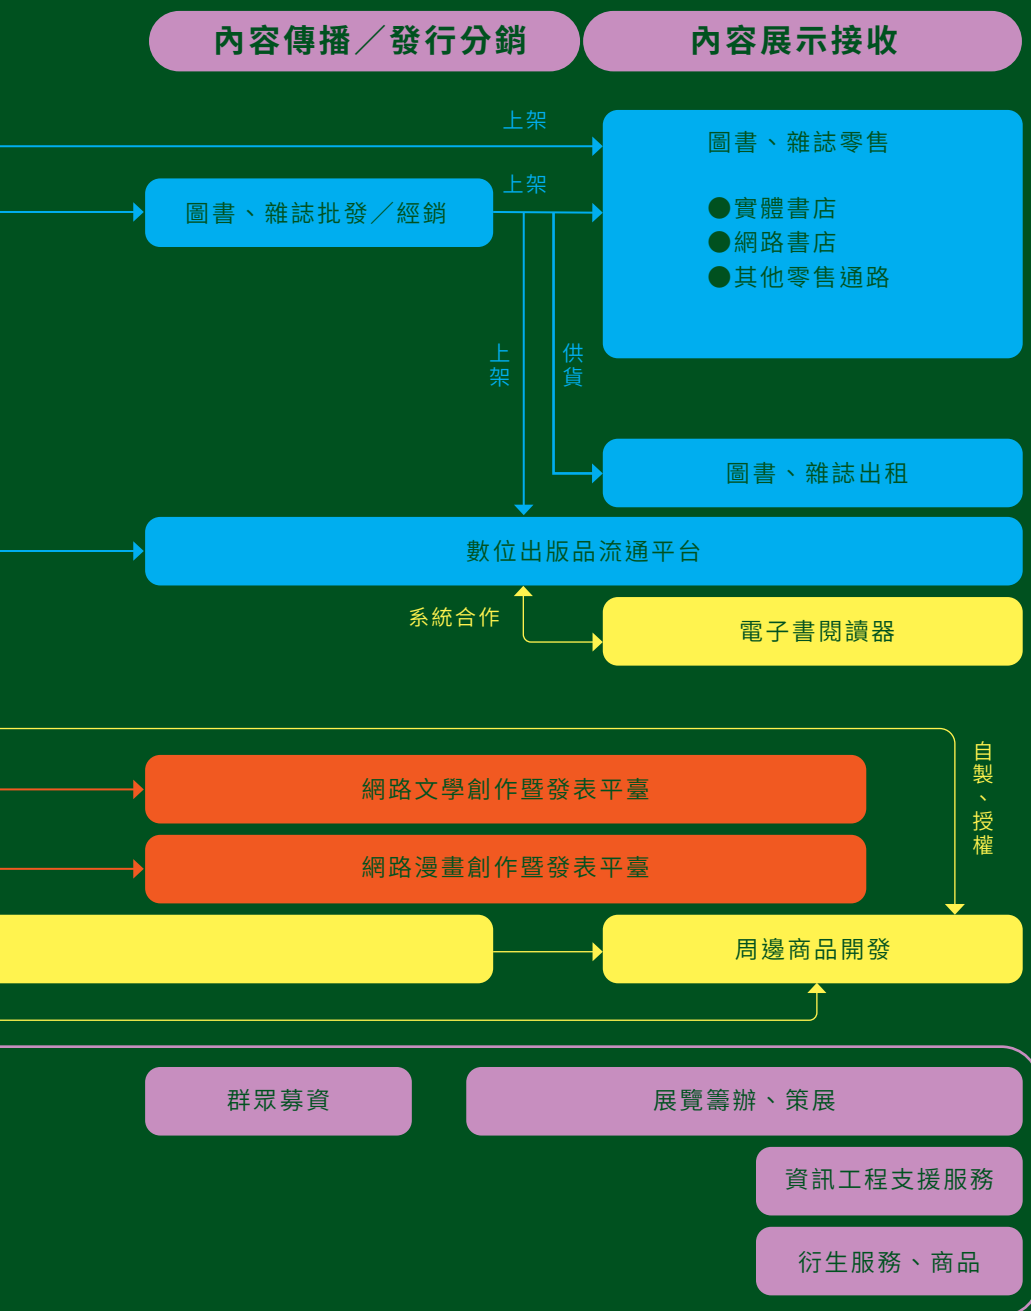 內容傳播／發行分銷
內容展示接收
上架
圖書、雜誌零售
上架
圖書、雜誌批發／經銷
●實體書店
●網路書店
●其他零售通路
上架
供貨
圖書、雜誌出租
數位出版品流通平台
系統合作
電子書閱讀器
自製、授權
網路文學創作暨發表平臺
網路漫畫創作暨發表平臺
周邊商品開發
群眾募資
展覽籌辦、策展
資訊工程支援服務
衍生服務、商品